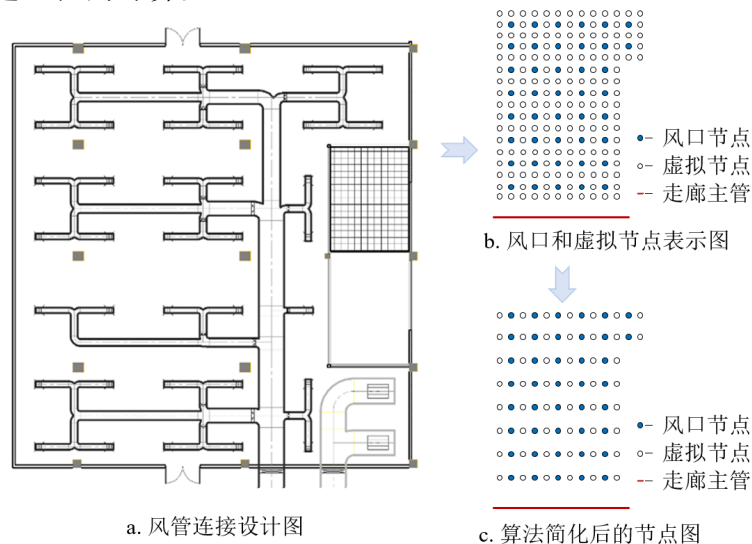 风口节点
虚拟节点
走廊主管
b. 风口和虚拟节点表示图
风口节点
虚拟节点
走廊主管
a. 风管连接设计图
c. 算法简化后的节点图